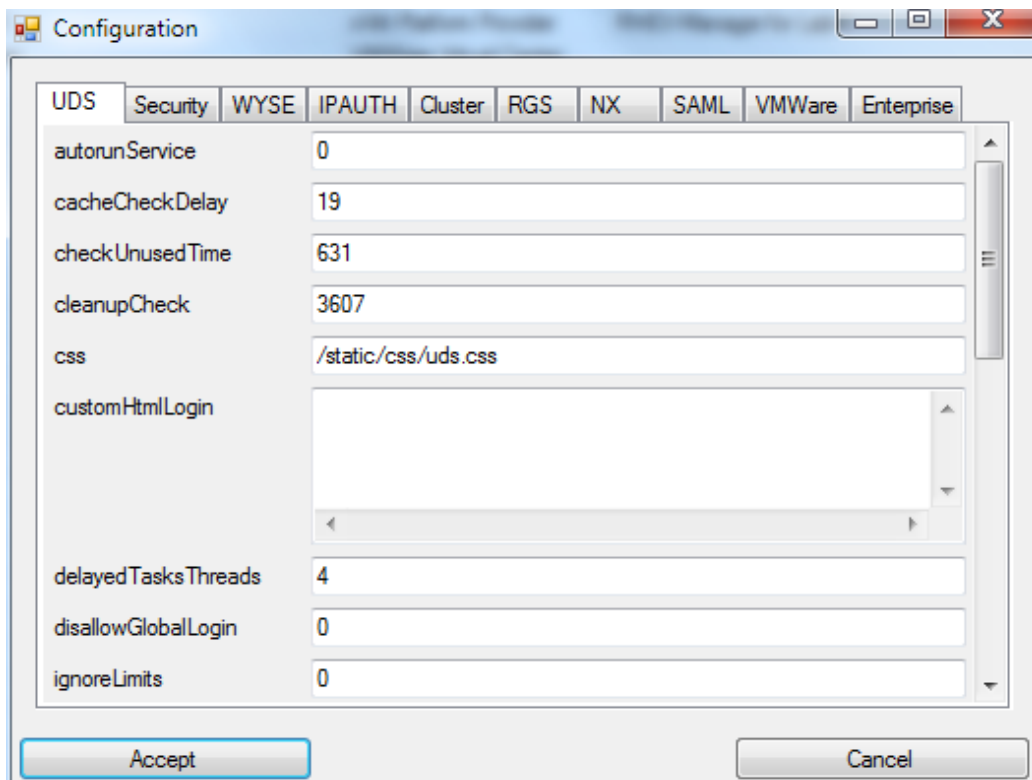 Configuration
UDS Security WYSE IPAUTH Cluster RGS NX SAML VMWare Enterprise
autorunService 0
cacheCheckDelay 19
checkUnusedTime 631
cleanupCheck 3607
css /static/css/uds.css
customHtmlLogin
delayedTasksThreads 4
disallowGlobalLogin 0
ignoreLimits 0
Accept Cancel